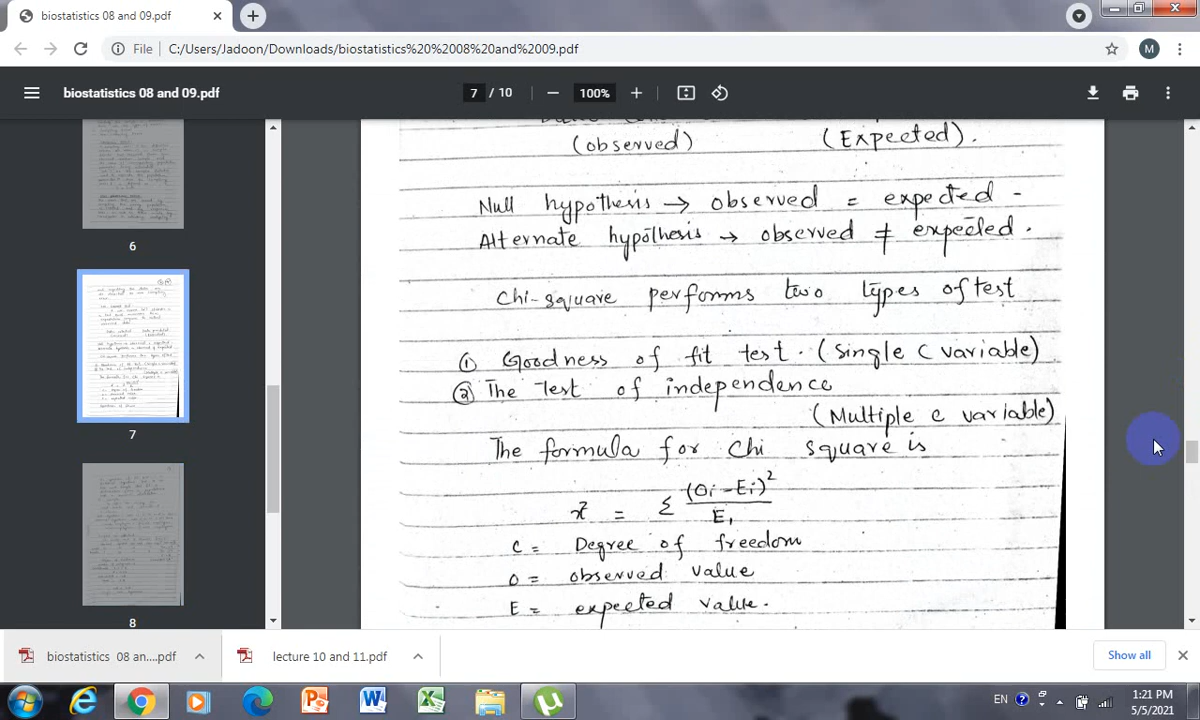 biostatistics 08 and 09.pdf
File C:/Users/Jadoon/Downloads/biostatistics%20%2008%20and%2009.pdf
M
biostatistics 08 and 09.pdf
7 / 10
100%
6
7
8
(observed) (Expected).
Null hypothesis → observed = expected -
Alternate hypothesis → observed ≠ expected.
Chi-square performs two types of test
① Goodness of fit test. (Single C variable)
② The Test of independence
(Multiple c variable)
The formula for Chi square is
x² = Σ (Oi - Ei)² / Ei
C = Degree of freedom
O = observed value
E = expected value.
biostatistics 08 an....pdf
lecture 10 and 11.pdf
Show all
EN
1:21 PM
5/5/2021